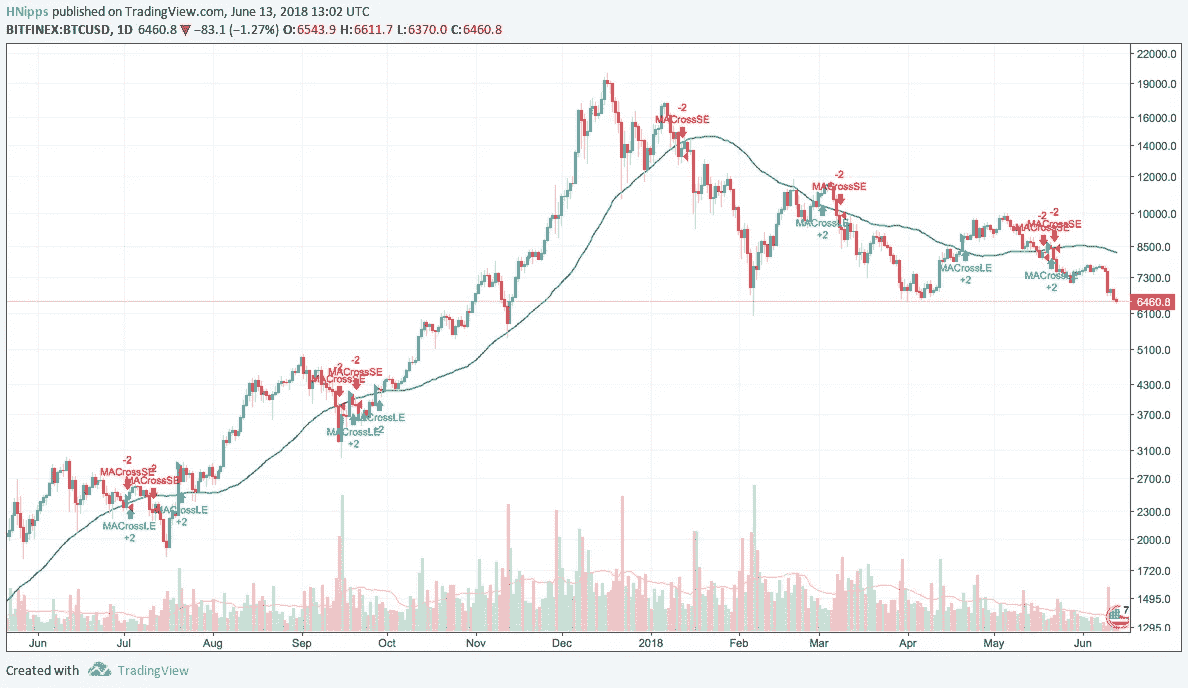 HNipps published on TradingView.com, June 13, 2018 13:02 UTC
BITFINEX:BTCUSD, 1D 6460.8 ▼ −83.1 (−1.27%) O:6543.9 H:6611.7 L:6370.0 C:6460.8
22000.0
19000.0
16000.0
14000.0
12000.0
10000.0
8500.0
7300.0
6460.8
6100.0
5100.0
4300.0
3700.0
3100.0
2700.0
2300.0
2000.0
1720.0
1495.0
1295.0
-2
MACrossSE
-2
MACrossSE
MACrossLE
+2
-2 -2
MACrossSE
MACrossSE
MACrossLE
MACrossLE
+2
+2
-2
-2
MACrossSE
MACrossSE
MACrossLE
MACrossLE
+2
+2
-2
-2
MACrossSE
MACrossSE
MACrossLE
MACrossLE
+2
+2
7
Jun Jul Aug Sep Oct Nov Dec 2018 Feb Mar Apr May Jun
Created with TradingView